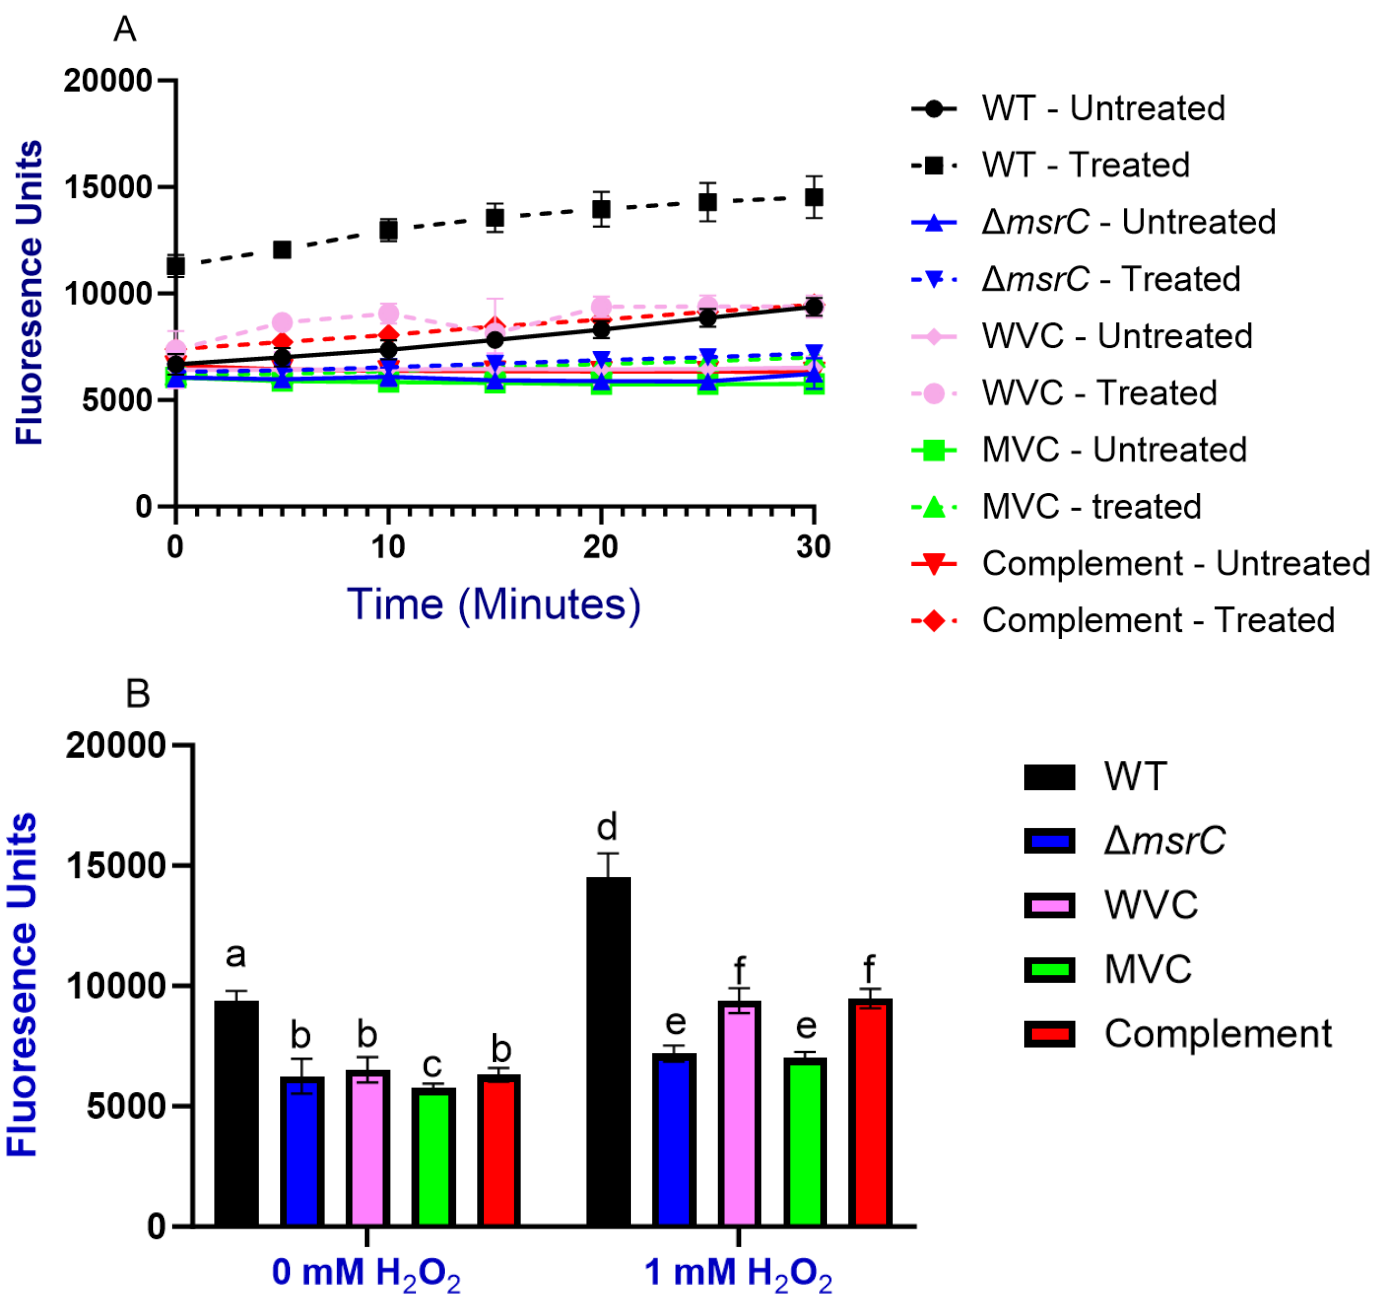 A
Fluoresence Units
20000
15000
10000
5000
0
0 10 20 30
Time (Minutes)
WT - Untreated
WT - Treated
ΔmsrC - Untreated
ΔmsrC - Treated
WVC - Untreated
WVC - Treated
MVC - Untreated
MVC - treated
Complement - Untreated
Complement - Treated
B
Fluoresence Units
20000
15000
10000
5000
0
a b b c b d e f e f
0 mM H₂O₂ 1 mM H₂O₂
WT
ΔmsrC
WVC
MVC
Complement